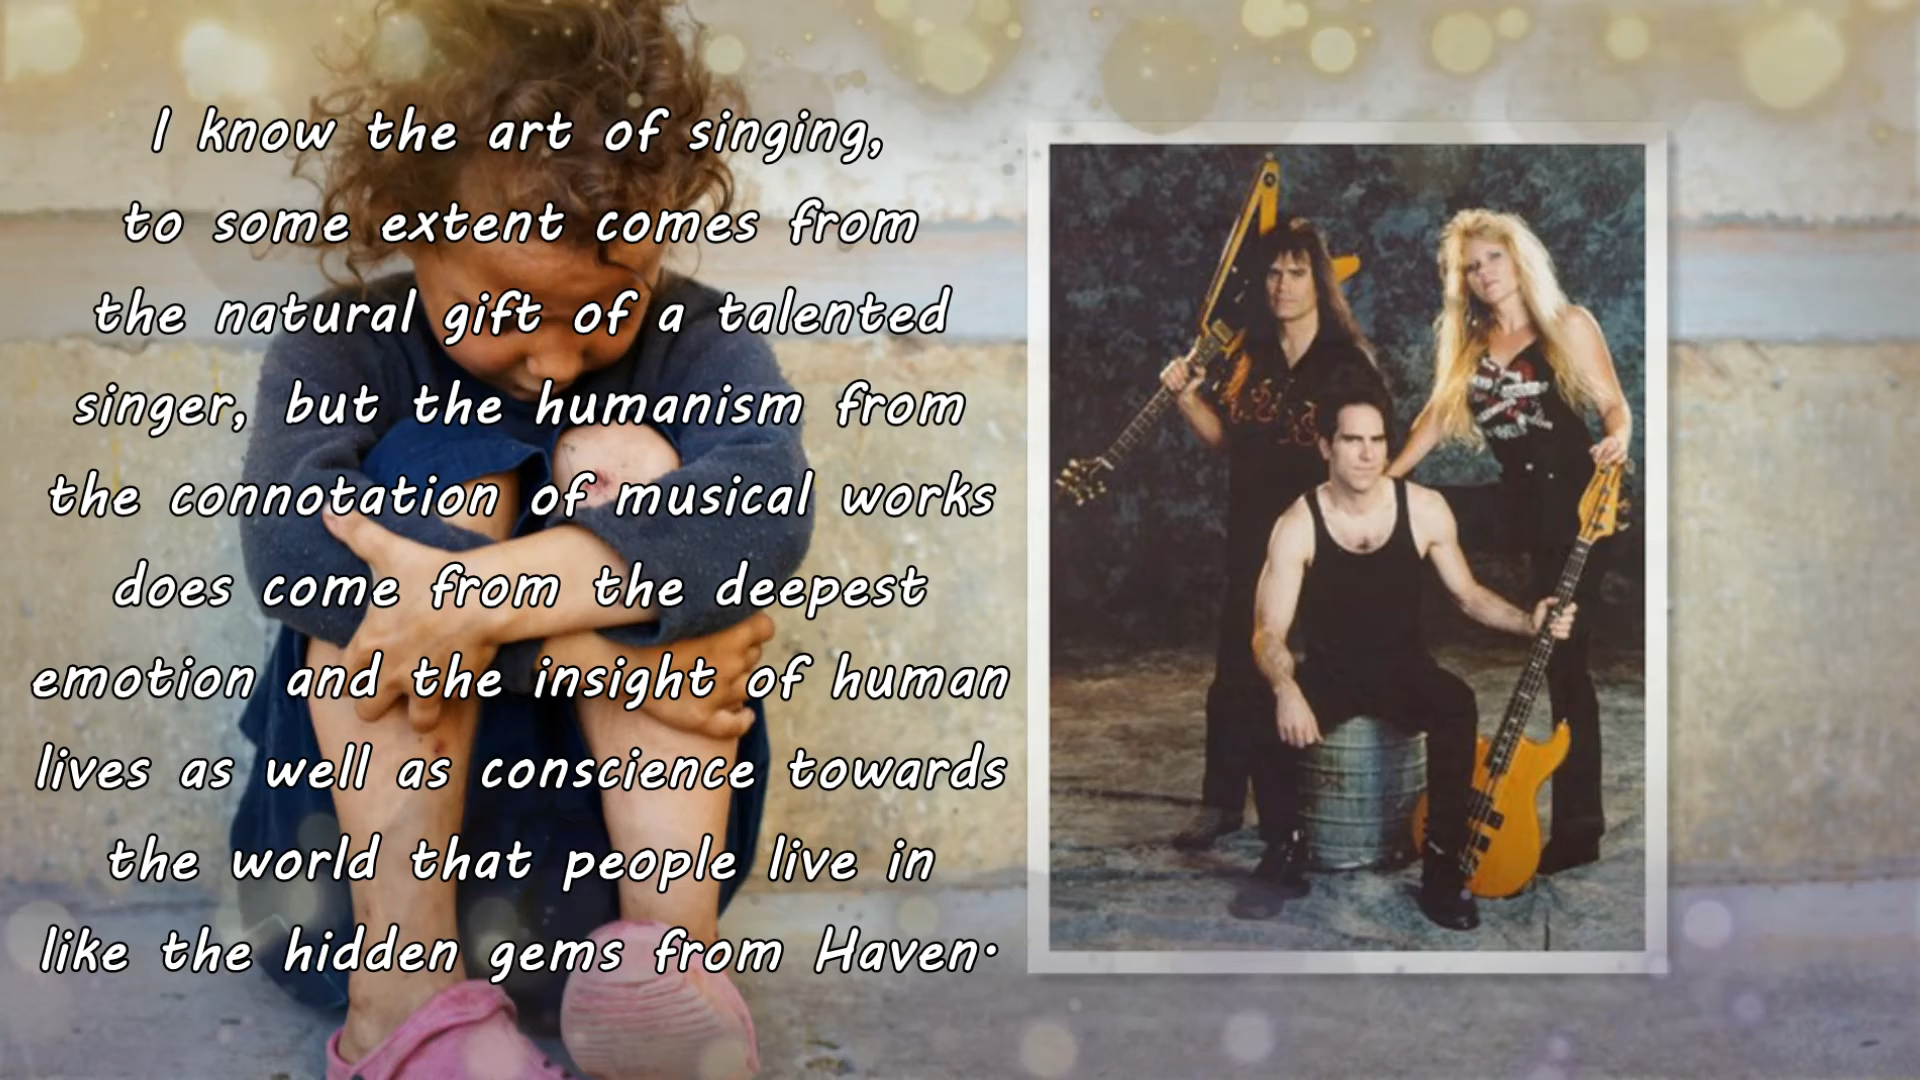 I know the art of singing,
to some extent comes from
the natural gift of a talented
singer, but the humanism from
the connotation of musical works
does come from the deepest
emotion and the insight of human
lives as well as conscience towards
the world that people live in
like the hidden gems from Haven.